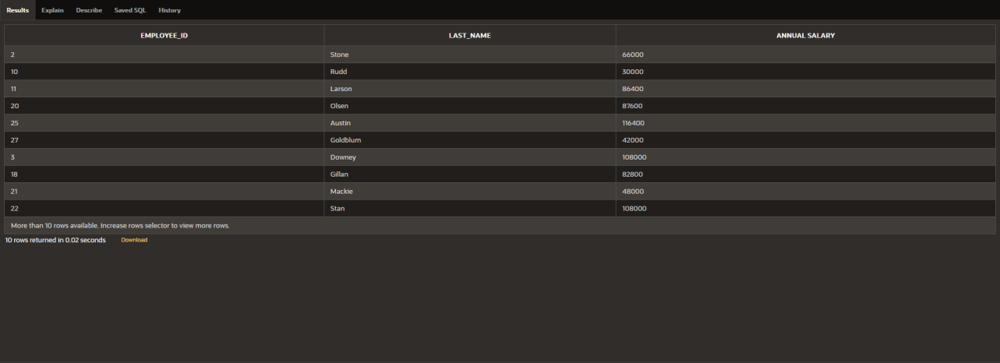 Results Explain Describe Saved SQL History
EMPLOYEE_ID LAST_NAME ANNUAL SALARY
2 Stone 66000
10 Rudd 30000
11 Larson 86400
20 Olsen 87600
25 Austin 116400
27 Goldblum 42000
3 Downey 108000
18 Gillan 82800
21 Mackie 48000
22 Stan 108000
More than 10 rows available. Increase rows selector to view more rows.
10 rows returned in 0.02 seconds Download